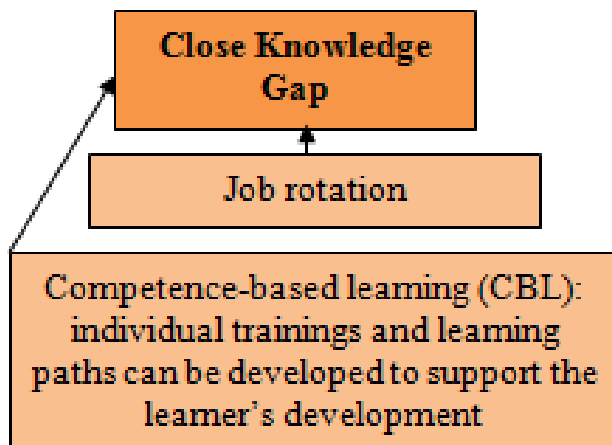 Close Knowledge
Gap
Job rotation
Competence-based learning (CBL):
individual trainings and learning
paths can be developed to support the
learner's development